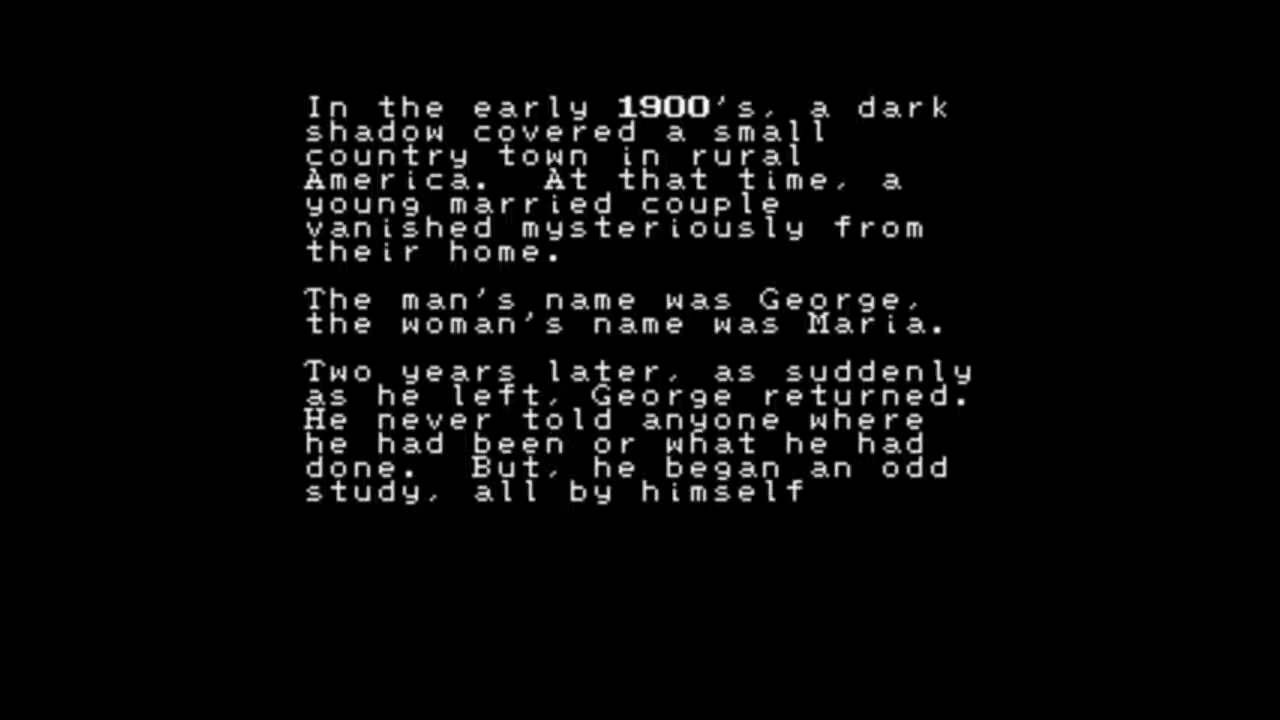 In the early 1900's, a dark
shadow covered a small
country town in rural
America.  At that time, a
young married couple
vanished mysteriously from
their home.
The man's name was George,
the woman's name was Maria.
Two years later, as suddenly
as he left, George returned.
He never told anyone where
he had been or what he had
done.  But, he began an odd
study, all by himself